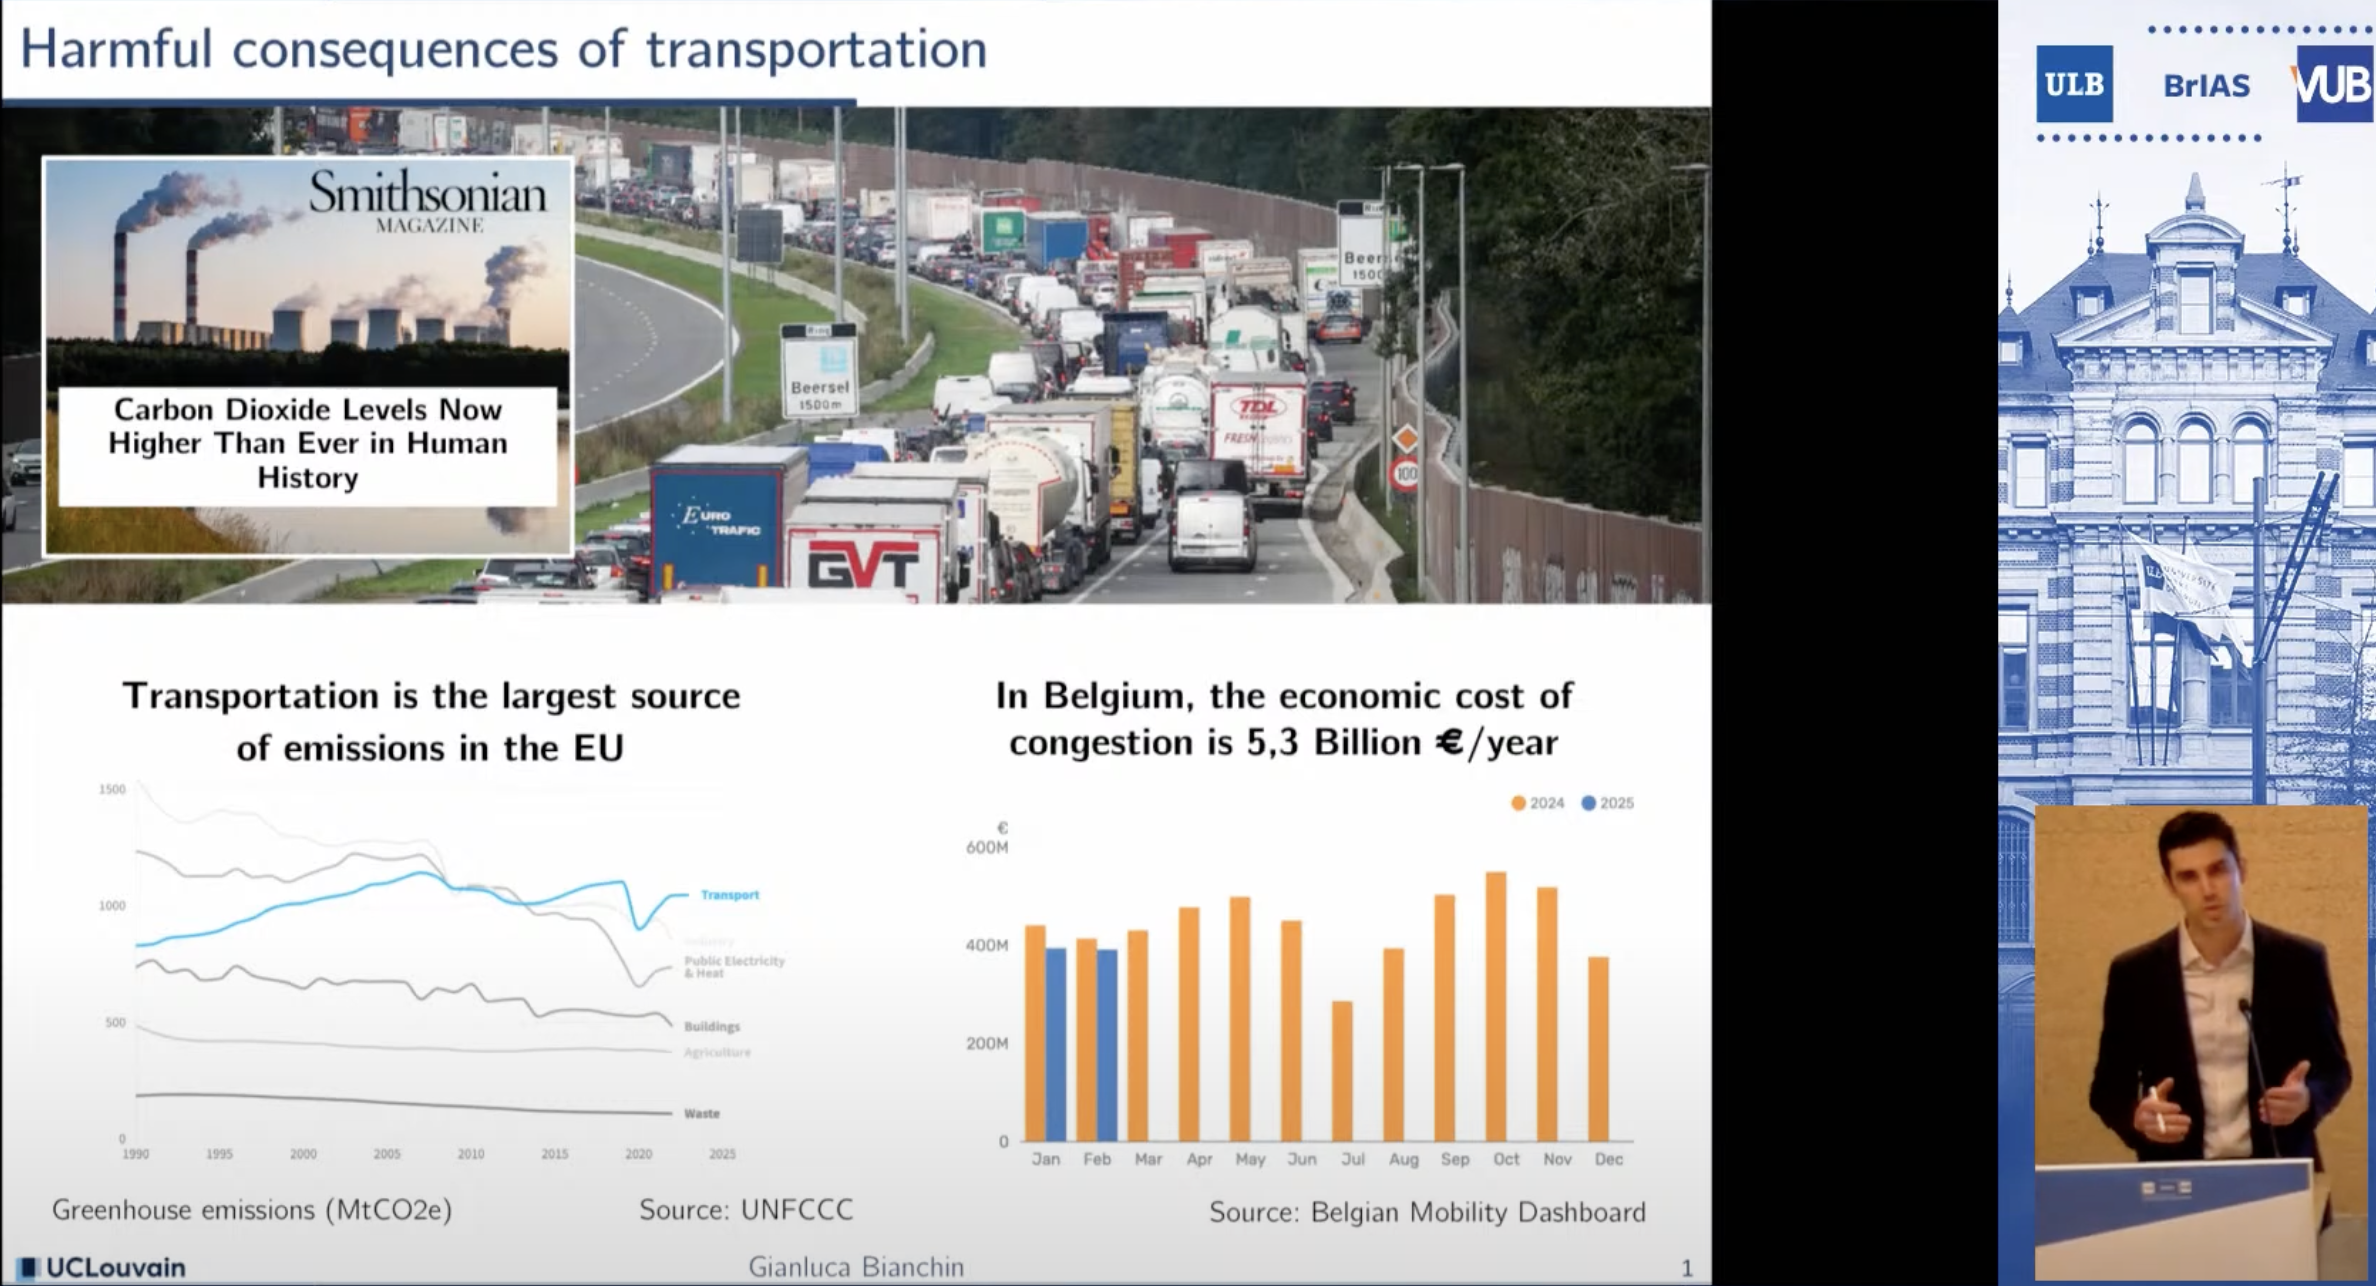 Harmful consequences of transportation
ULB
BrIAS
VUB
Smithsonian
MAGAZINE
Carbon Dioxide Levels Now
Higher Than Ever in Human
History
Ring
Beersel
1500m
Beers
1500
100
TDL
FRESH
EURO
TRAFIC
GVT
Transportation is the largest source
of emissions in the EU
1500
1000
500
0
1990 1995 2000 2005 2010 2015 2020 2025
Transport
Industry
Public Electricity
& Heat
Buildings
Agriculture
Waste
Greenhouse emissions (MtCO2e)
Source: UNFCCC
In Belgium, the economic cost of
congestion is 5,3 Billion €/year
2024 2025
€
600M
400M
200M
0
Jan Feb Mar Apr May Jun Jul Aug Sep Oct Nov Dec
Source: Belgian Mobility Dashboard
UCLouvain
Gianluca Bianchin
1